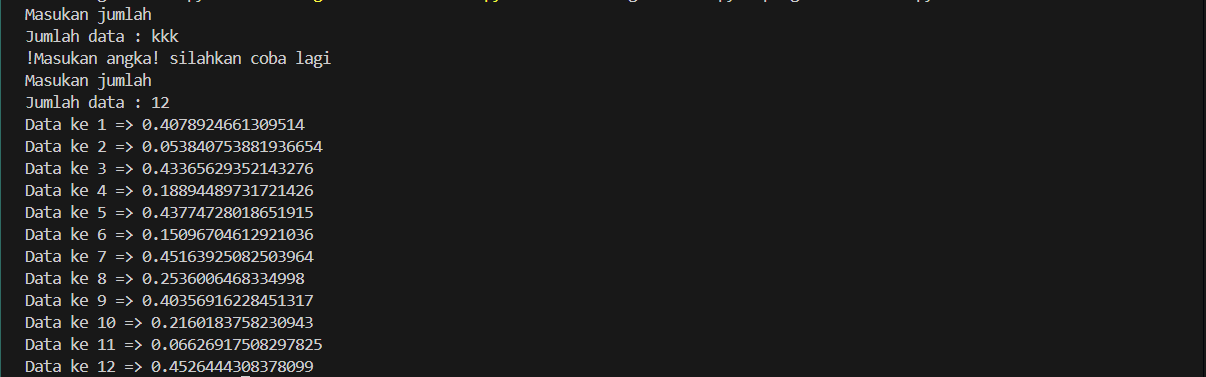 Masukan jumlah
Jumlah data : kkk
!Masukan angka! silahkan coba lagi
Masukan jumlah
Jumlah data : 12
Data ke 1 => 0.4078924661309514
Data ke 2 => 0.053840753881936654
Data ke 3 => 0.43365629352143276
Data ke 4 => 0.18894489731721426
Data ke 5 => 0.43774728018651915
Data ke 6 => 0.15096704612921036
Data ke 7 => 0.45163925082503964
Data ke 8 => 0.2536006468334998
Data ke 9 => 0.40356916228451317
Data ke 10 => 0.2160183758230943
Data ke 11 => 0.06626917508297825
Data ke 12 => 0.4526444308378099